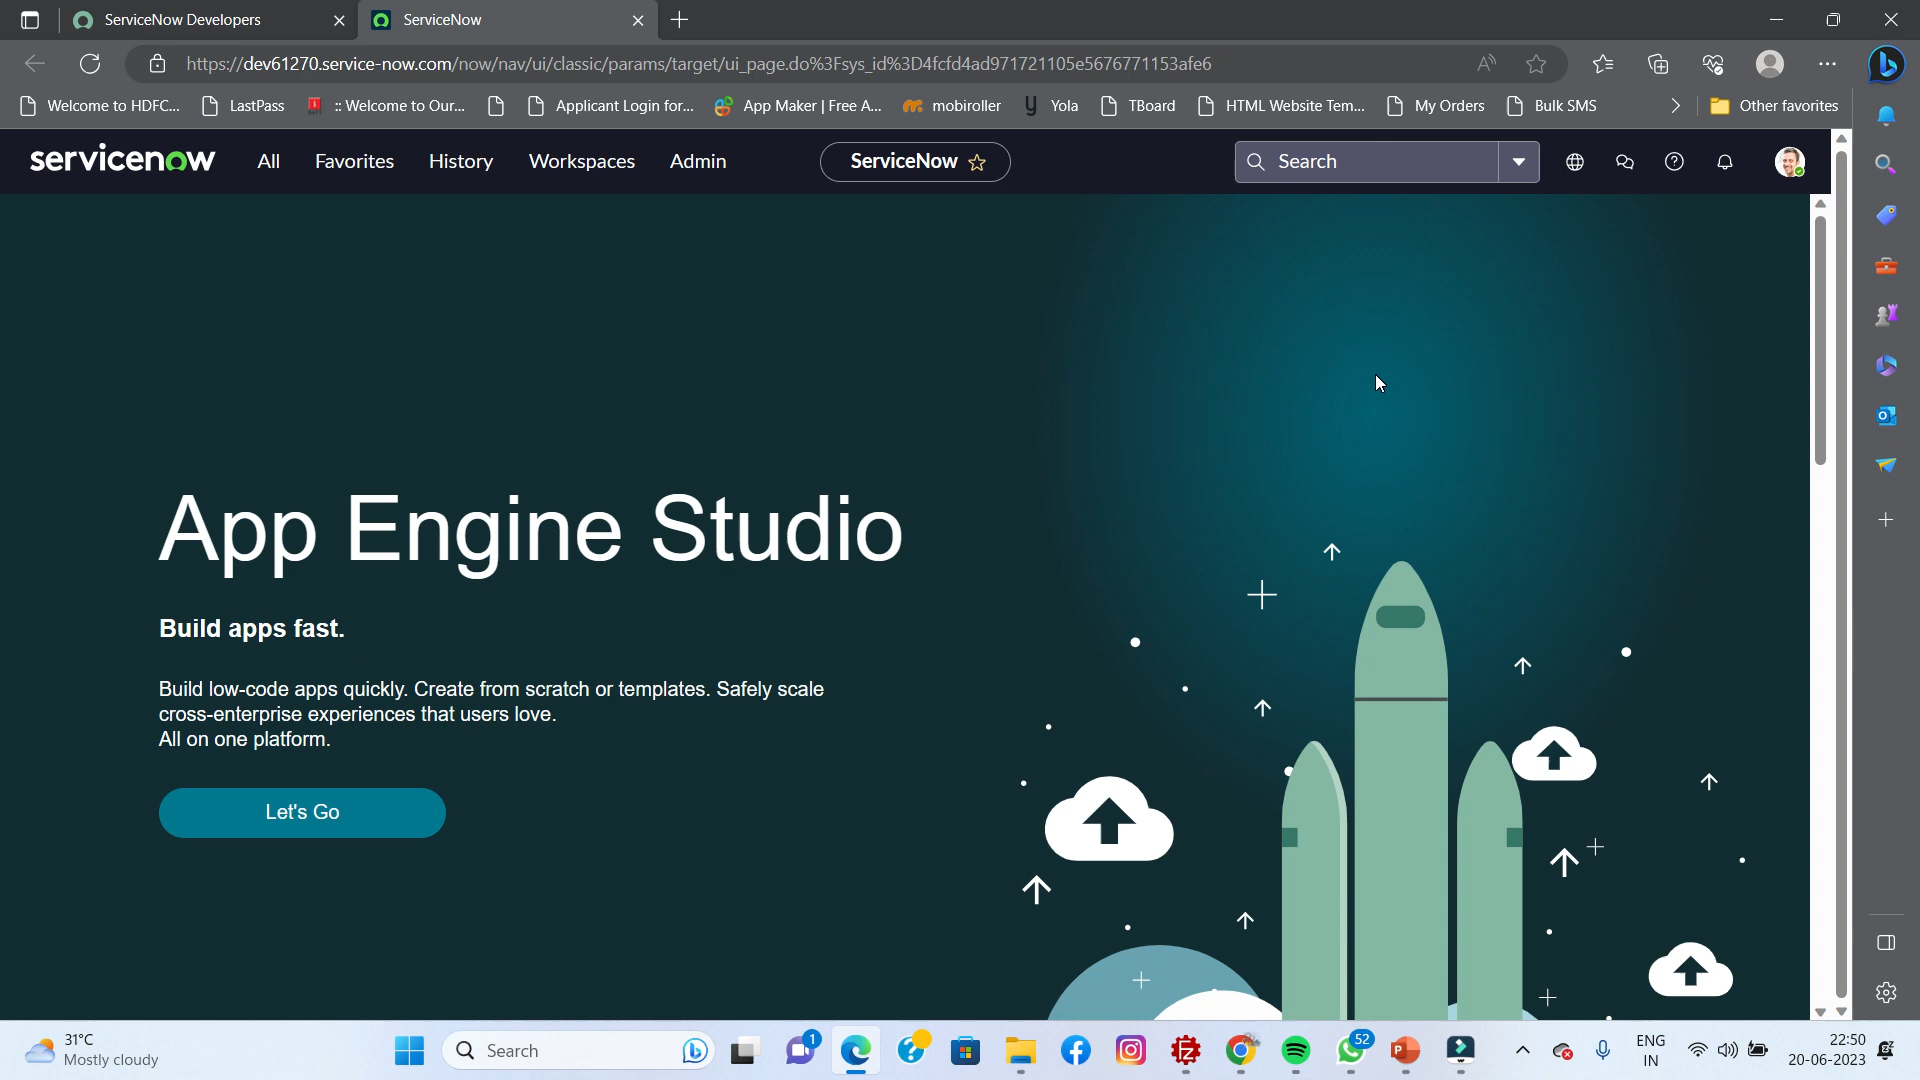 ServiceNow Developers
ServiceNow
https://dev61270.service-now.com/now/nav/ui/classic/params/target/ui_page.do%3Fsys_id%3D4fcfd4ad971721105e5676771153afe6
Welcome to HDFC... LastPass :: Welcome to Our... Applicant Login for... App Maker | Free A... mobiroller Yola TBoard HTML Website Tem... My Orders Bulk SMS Other favorites
servicenow All Favorites History Workspaces Admin ServiceNow Search
App Engine Studio
Build apps fast.
Build low-code apps quickly. Create from scratch or templates. Safely scale
cross-enterprise experiences that users love.
All on one platform.
Let's Go
31°C
Mostly cloudy
Search
1
52
ENG
IN
22:50
20-06-2023